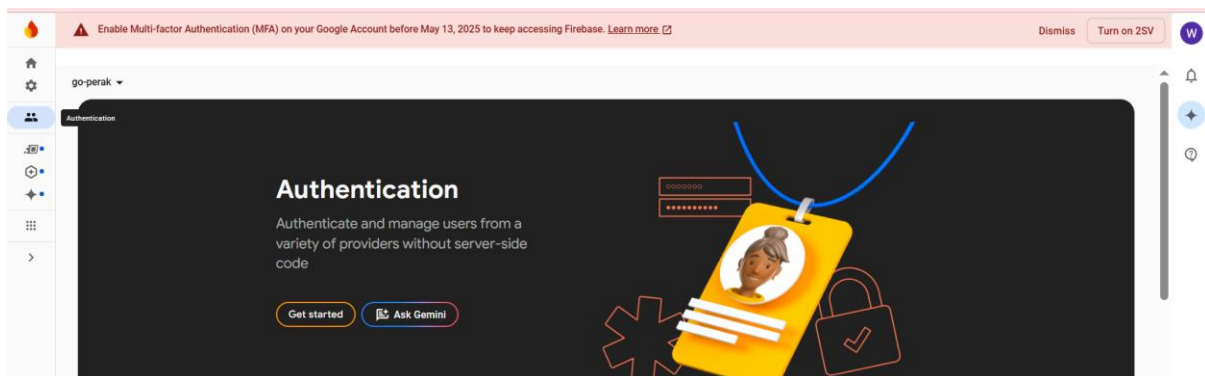 Enable Multi-factor Authentication (MFA) on your Google Account before May 13, 2025 to keep accessing Firebase. Learn more
Dismiss
Turn on 2SV
W
go-perak
Authentication
Authentication
Authenticate and manage users from a
variety of providers without server-side
code
Get started
Ask Gemini